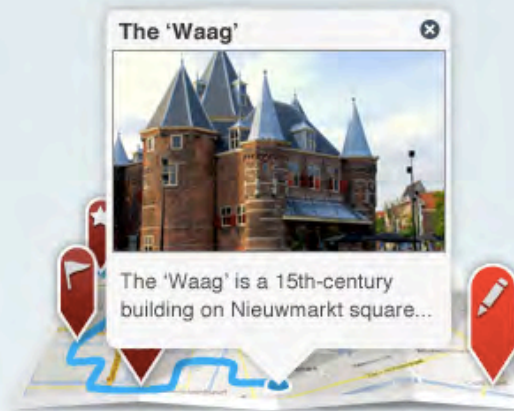 The ‘Waag’
The ‘Waag’ is a 15th-century
building on Nieuwmarkt square...